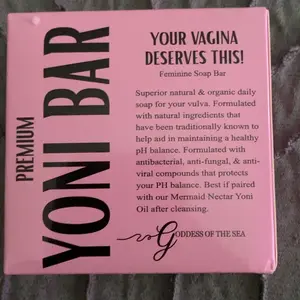 PREMIUM
YONI BAR
YOUR VAGINA
DESERVES THIS!
Feminine Soap Bar
Superior natural & organic daily
soap for your vulva. Formulated
with natural ingredients that
have been traditionally known to
help aid in maintaining a healthy
pH balance. Formulated with
antibacterial, anti-fungal, & anti-
viral compounds that protects
your PH balance. Best if paired
with our Mermaid Nectar Yoni
Oil after cleansing.
GODDESS OF THE SEA